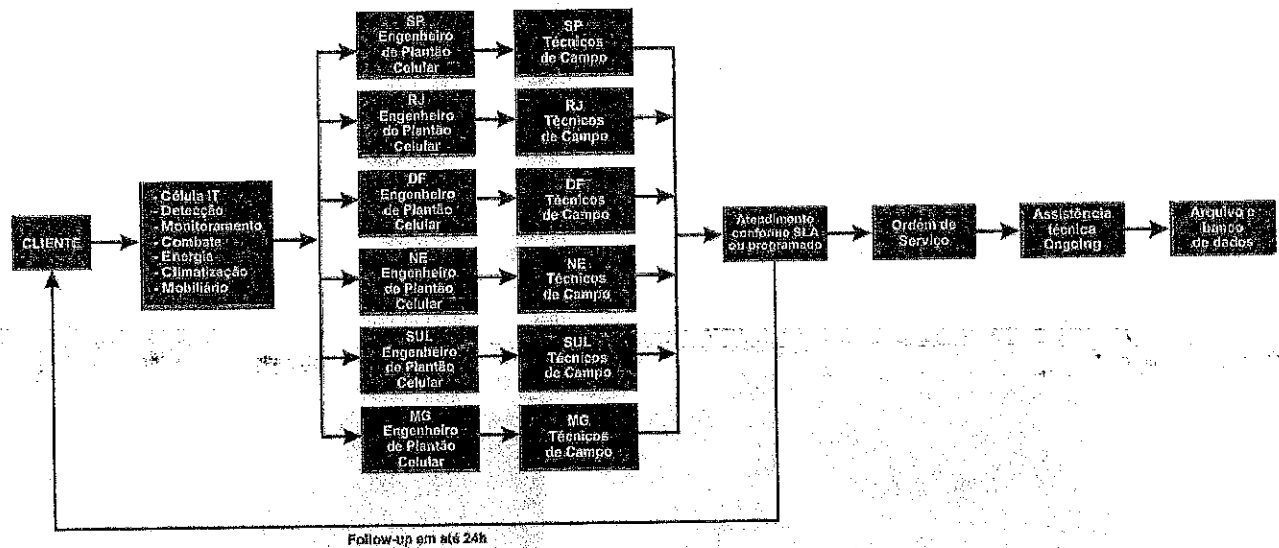 CLIENTE
- Célula IT
- Detecção
- Monitoramento
- Combate
- Energia
- Climatização
- Mobiliário
SP
Engenheiro
de Plantão
Celular
SP
Técnicos
de Campo
RJ
Engenheiro
de Plantão
Celular
RJ
Técnicos
de Campo
DF
Engenheiro
de Plantão
Celular
DF
Técnicos
de Campo
NE
Engenheiro
de Plantão
Celular
NE
Técnicos
de Campo
SUL
Engenheiro
de Plantão
Celular
SUL
Técnicos
de Campo
MG
Engenheiro
de Plantão
Celular
MG
Técnicos
de Campo
Atendimento
conforme SLA
ou programado
Ordem de
Serviço
Assistência
técnica
Ongoing
Arquivo e
banco
de dados
Follow-up em até 24h